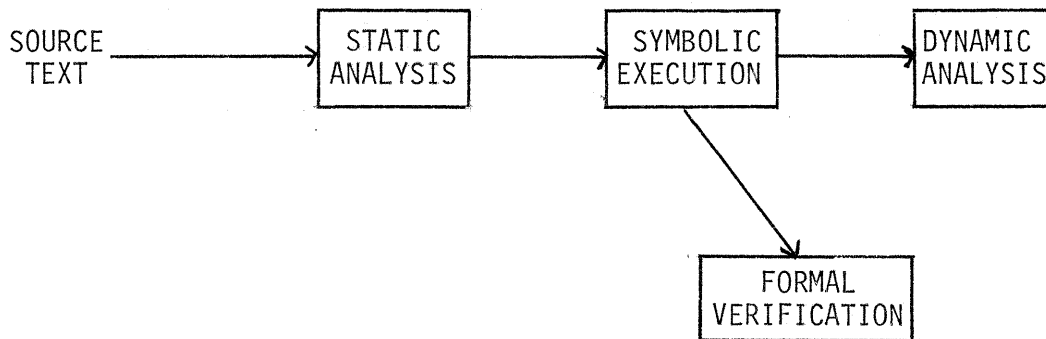 SOURCE
TEXT
STATIC
ANALYSIS
SYMBOLIC
EXECUTION
DYNAMIC
ANALYSIS
FORMAL
VERIFICATION